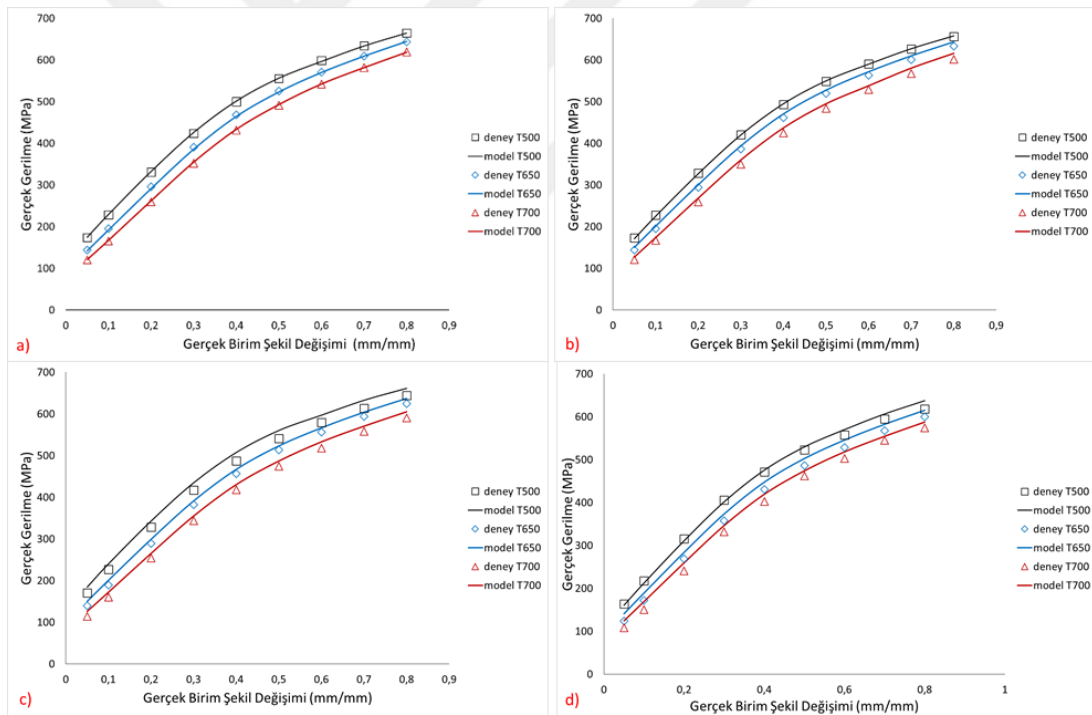 700
600
500
400
300
200
100
0
Gerçek Gerilme (MPa)
0 0,1 0,2 0,3 0,4 0,5 0,6 0,7 0,8 0,9
Gerçek Birim Şekil Değişimi (mm/mm)
deney T500
model T500
deney T650
model T650
deney T700
model T700
a)
700
600
500
400
300
200
100
0
Gerçek Gerilme (MPa)
0 0,1 0,2 0,3 0,4 0,5 0,6 0,7 0,8 0,9
Gerçek Birim Şekil Değişimi (mm/mm)
deney T500
model T500
deney T650
model T650
deney T700
model T700
b)
700
600
500
400
300
200
100
0
Gerçek Gerilme (MPa)
0 0,1 0,2 0,3 0,4 0,5 0,6 0,7 0,8 0,9
Gerçek Birim Şekil Değişimi (mm/mm)
deney T500
model T500
deney T650
model T650
deney T700
model T700
c)
700
600
500
400
300
200
100
0
Gerçek Gerilme (MPa)
0 0,2 0,4 0,6 0,8 1
Gerçek Birim Şekil Değişimi (mm/mm)
deney T500
model T500
deney T650
model T650
deney T700
model T700
d)